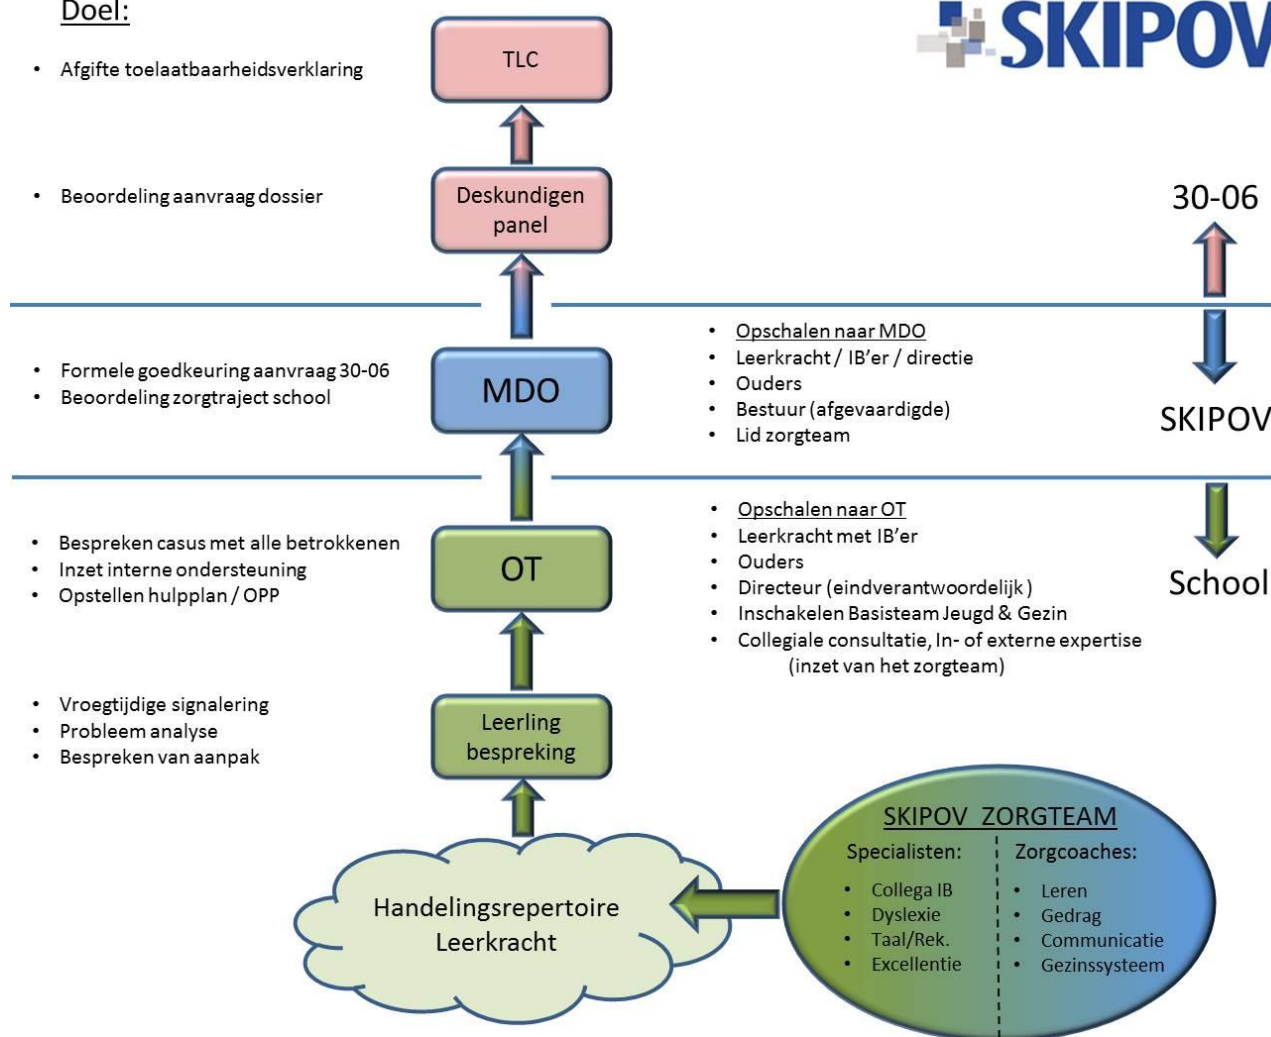 Doel:
SKIPOV
• Afgifte toelaatbaarheidsverklaring
TLC
• Beoordeling aanvraag dossier
Deskundigen
panel
30-06
• Formele goedkeuring aanvraag 30-06
• Beoordeling zorgtraject school
MDO
• Opschalen naar MDO
• Leerkracht / IB'er / directie
• Ouders
• Bestuur (afgevaardigde)
• Lid zorgteam
SKIPOV
• Bespreken casus met alle betrokkenen
• Inzet interne ondersteuning
• Opstellen hulpplan / OPP
OT
• Opschalen naar OT
• Leerkracht met IB'er
• Ouders
• Directeur (eindverantwoordelijk)
• Inschakelen Basisteam Jeugd & Gezin
• Collegiale consultatie, In- of externe expertise
(inzet van het zorgteam)
School
• Vroegtijdige signalering
• Probleem analyse
• Bespreken van aanpak
Leerling
bespreking
Handelingsrepertoire
Leerkracht
SKIPOV ZORGTEAM
Specialisten:
• Collega IB
• Dyslexie
• Taal/Rek.
• Excellentie
Zorgcoaches:
• Leren
• Gedrag
• Communicatie
• Gezinssysteem